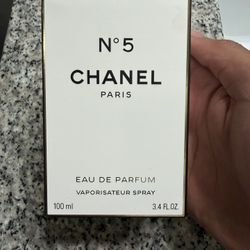 N°5
CHANEL
PARIS
EAU DE PARFUM
VAPORISATEUR SPRAY
100 ml 3.4 FL.OZ.